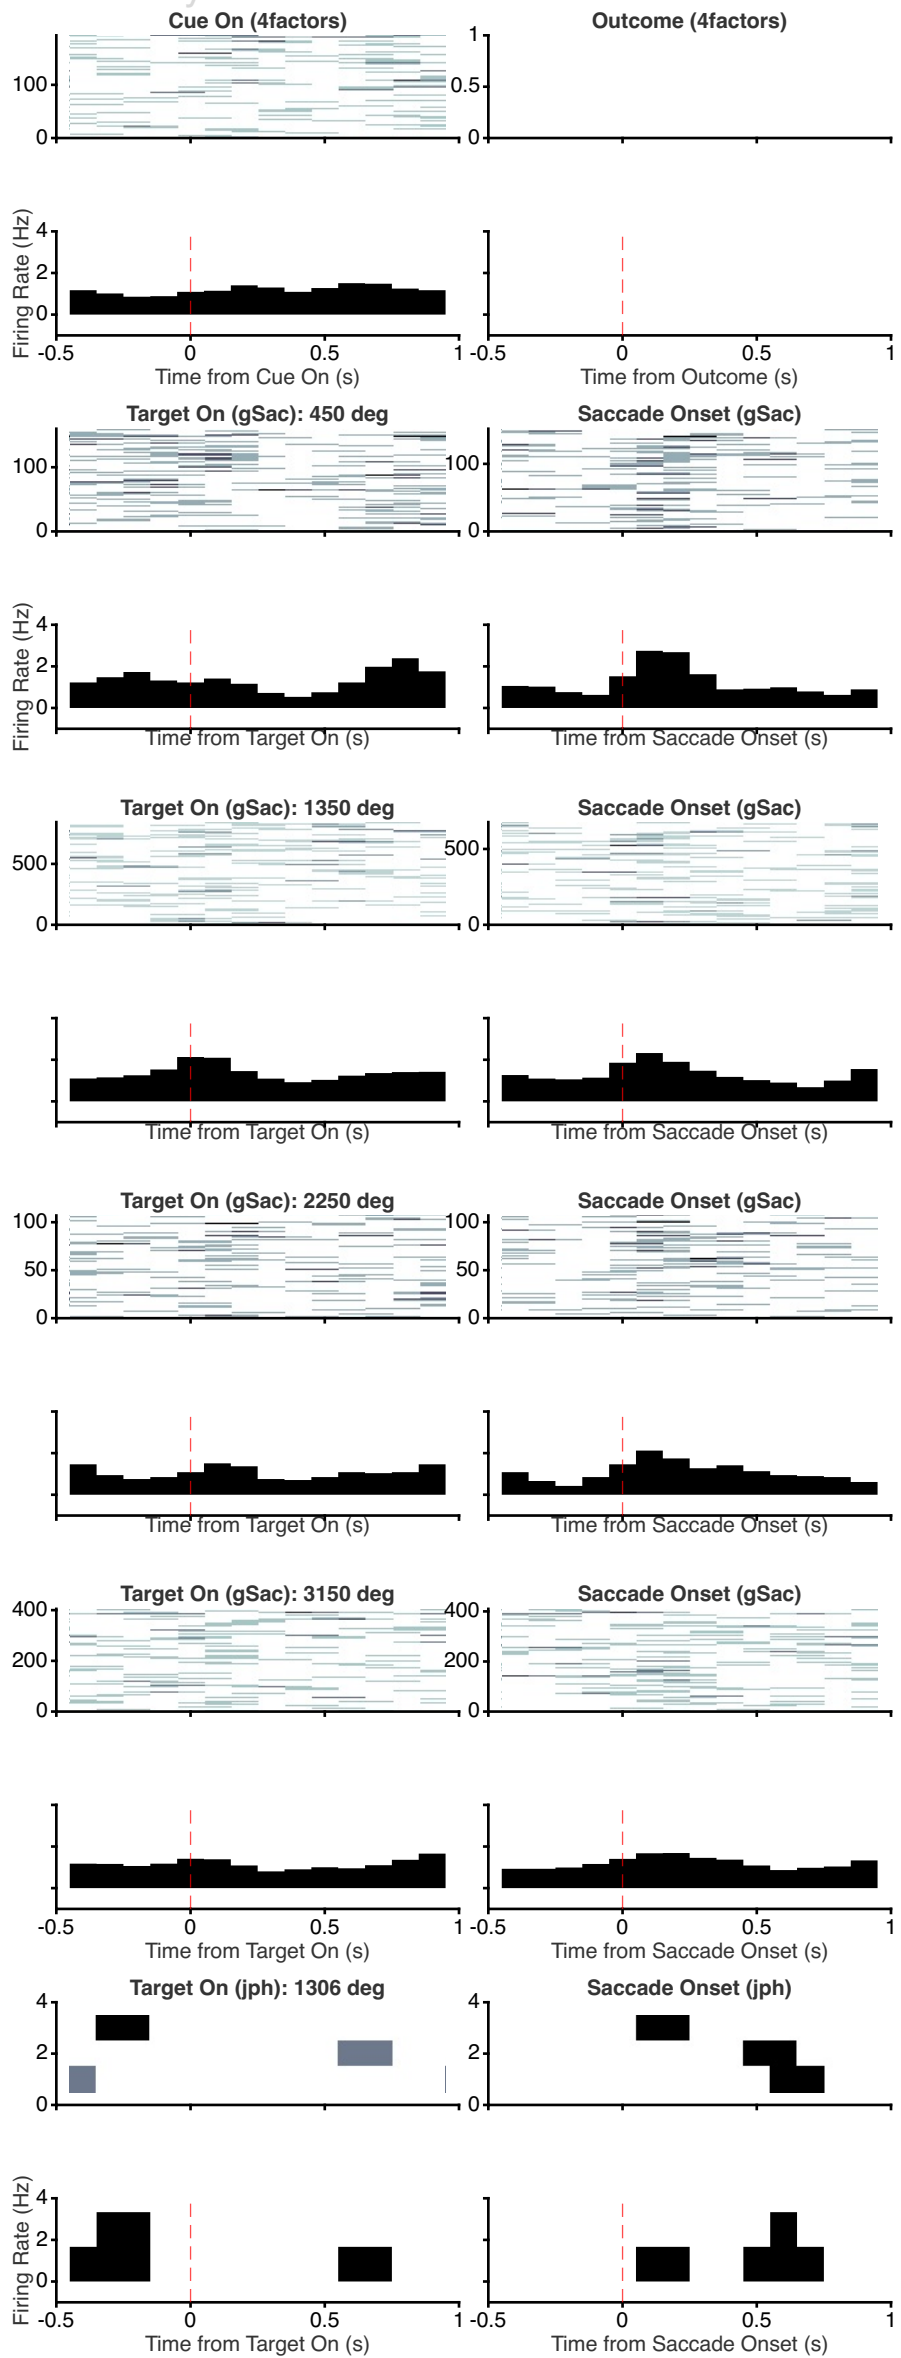 Cue On (4factors) Outcome (4factors)
100 0 1 0.5 0
Firing Rate (Hz) 4 2 0
-0.5 0 0.5 1 -0.5 0 0.5 1
Time from Cue On (s) Time from Outcome (s)
Target On (gSac): 450 deg Saccade Onset (gSac)
100 0 100 0
Firing Rate (Hz) 4 2 0
Time from Target On (s) Time from Saccade Onset (s)
Target On (gSac): 1350 deg Saccade Onset (gSac)
500 0 500 0
Time from Target On (s) Time from Saccade Onset (s)
Target On (gSac): 2250 deg Saccade Onset (gSac)
100 50 0 100 50 0
Time from Target On (s) Time from Saccade Onset (s)
Target On (gSac): 3150 deg Saccade Onset (gSac)
400 200 0 400 200 0
-0.5 0 0.5 1 -0.5 0 0.5 1
Time from Target On (s) Time from Saccade Onset (s)
Target On (jph): 1306 deg Saccade Onset (jph)
4 2 0 4 2 0
Firing Rate (Hz) 4 2 0
-0.5 0 0.5 1 -0.5 0 0.5 1
Time from Target On (s) Time from Saccade Onset (s)